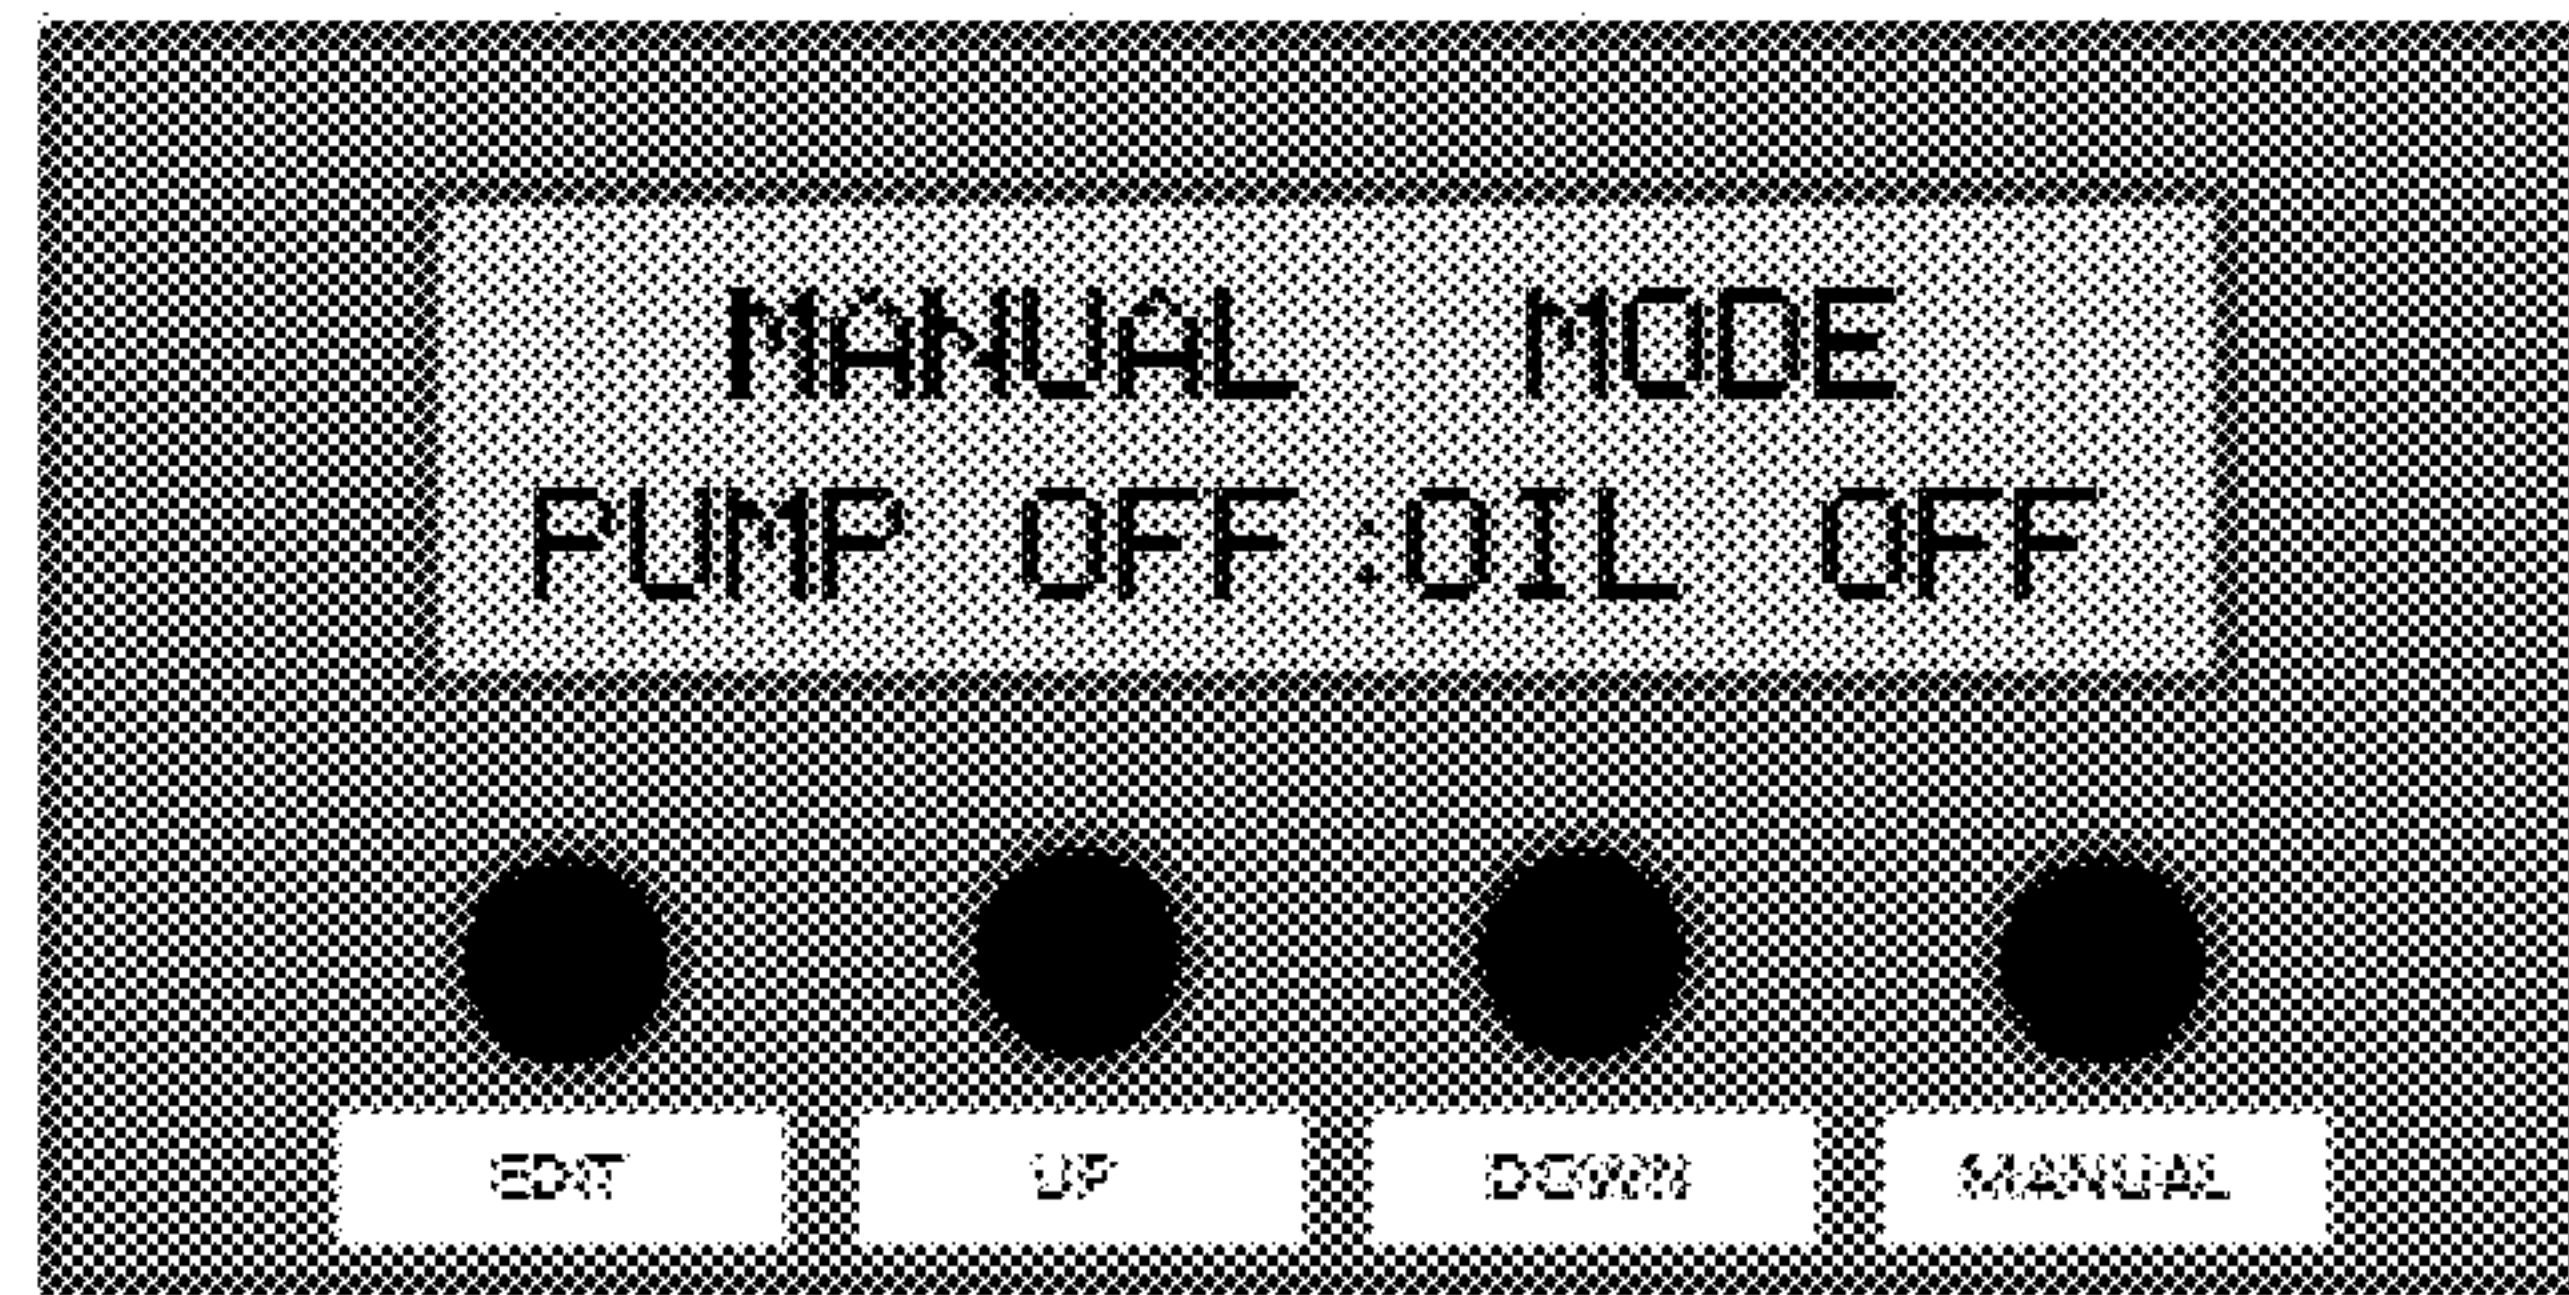 MANUAL MODE
PUMP OFF:OIL OFF
EDIT
UP
DOWN
MANUAL